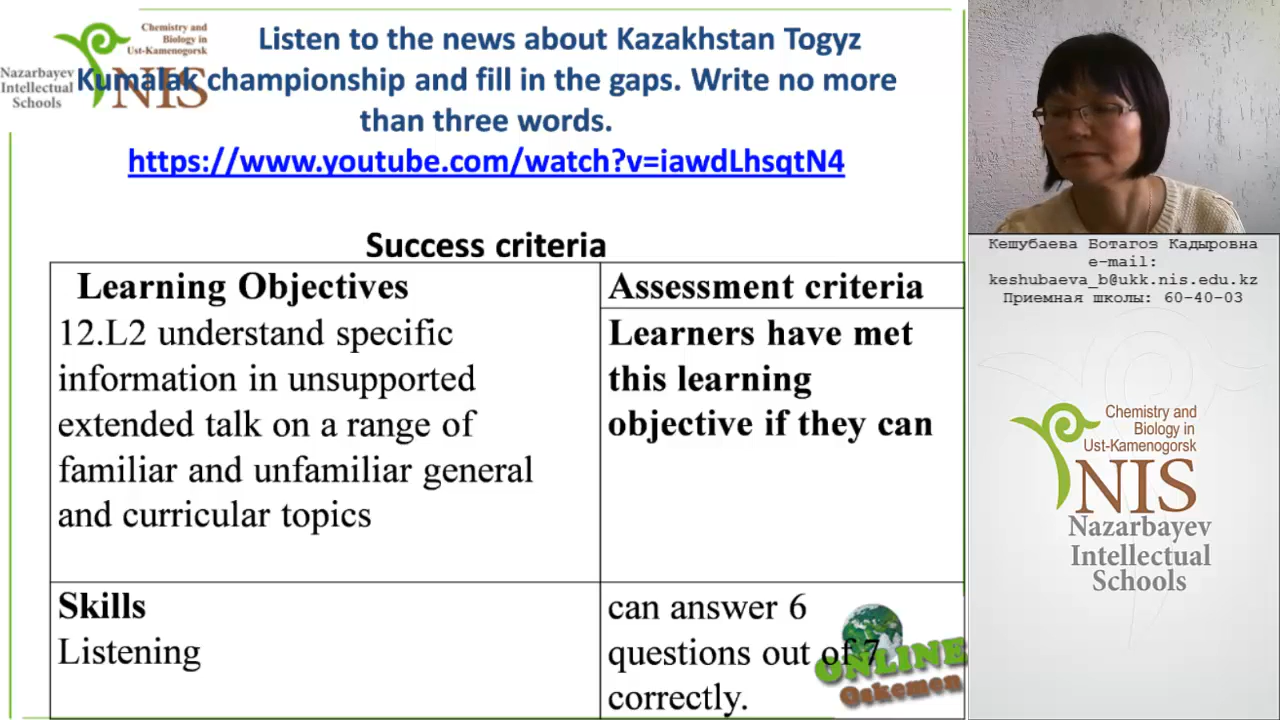 Chemistry and
Biology in
Ust-Kamenogorsk
NIS
Nazarbayev
Intellectual
Schools
Listen to the news about Kazakhstan Togyz
Kumalak championship and fill in the gaps. Write no more
than three words.
https://www.youtube.com/watch?v=iawdLhsqtN4
Success criteria
Learning Objectives
12.L2 understand specific
information in unsupported
extended talk on a range of
familiar and unfamiliar general
and curricular topics
Assessment criteria
Learners have met
this learning
objective if they can
Skills
Listening
can answer 6
questions out of 7
correctly.
ONLINE
Oskemen
Кешубаева Ботагоз Кадыровна
e-mail:
keshubaeva_b@ukk.nis.edu.kz
Приемная школы: 60-40-03
Chemistry and
Biology in
Ust-Kamenogorsk
NIS
Nazarbayev
Intellectual
Schools